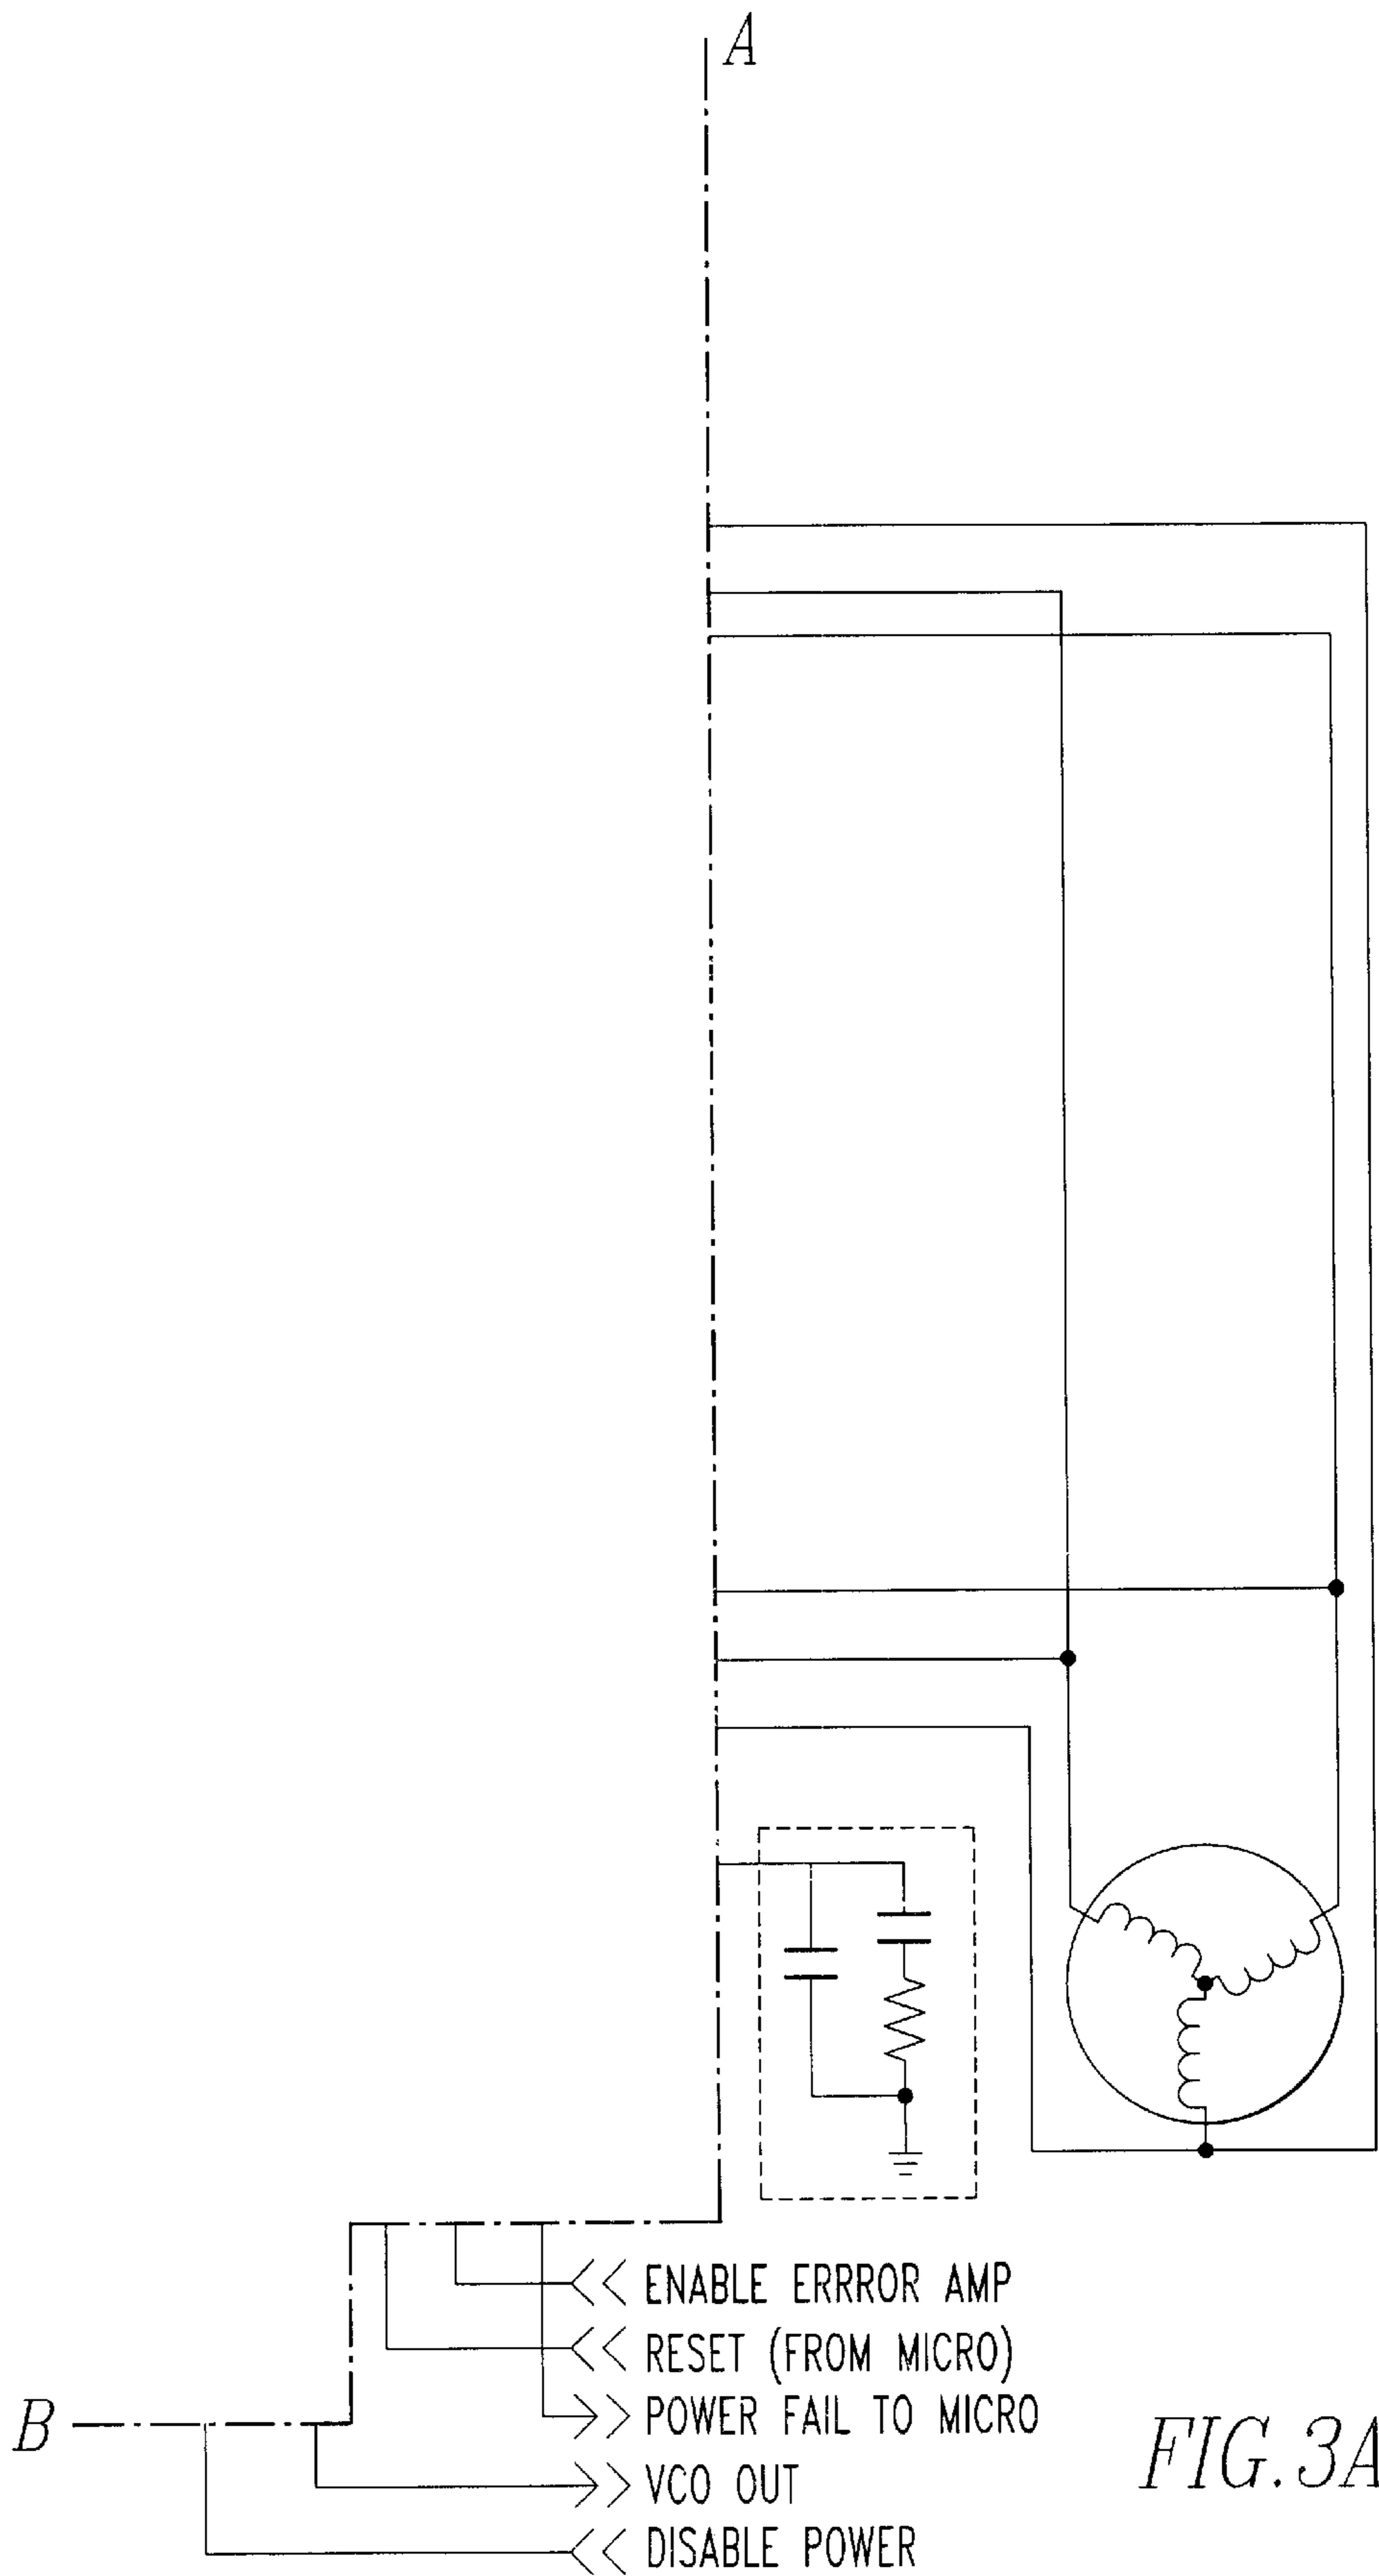 A
ENABLE ERRROR AMP
RESET (FROM MICRO)
POWER FAIL TO MICRO
B
VCO OUT
DISABLE POWER
FIG. 3A